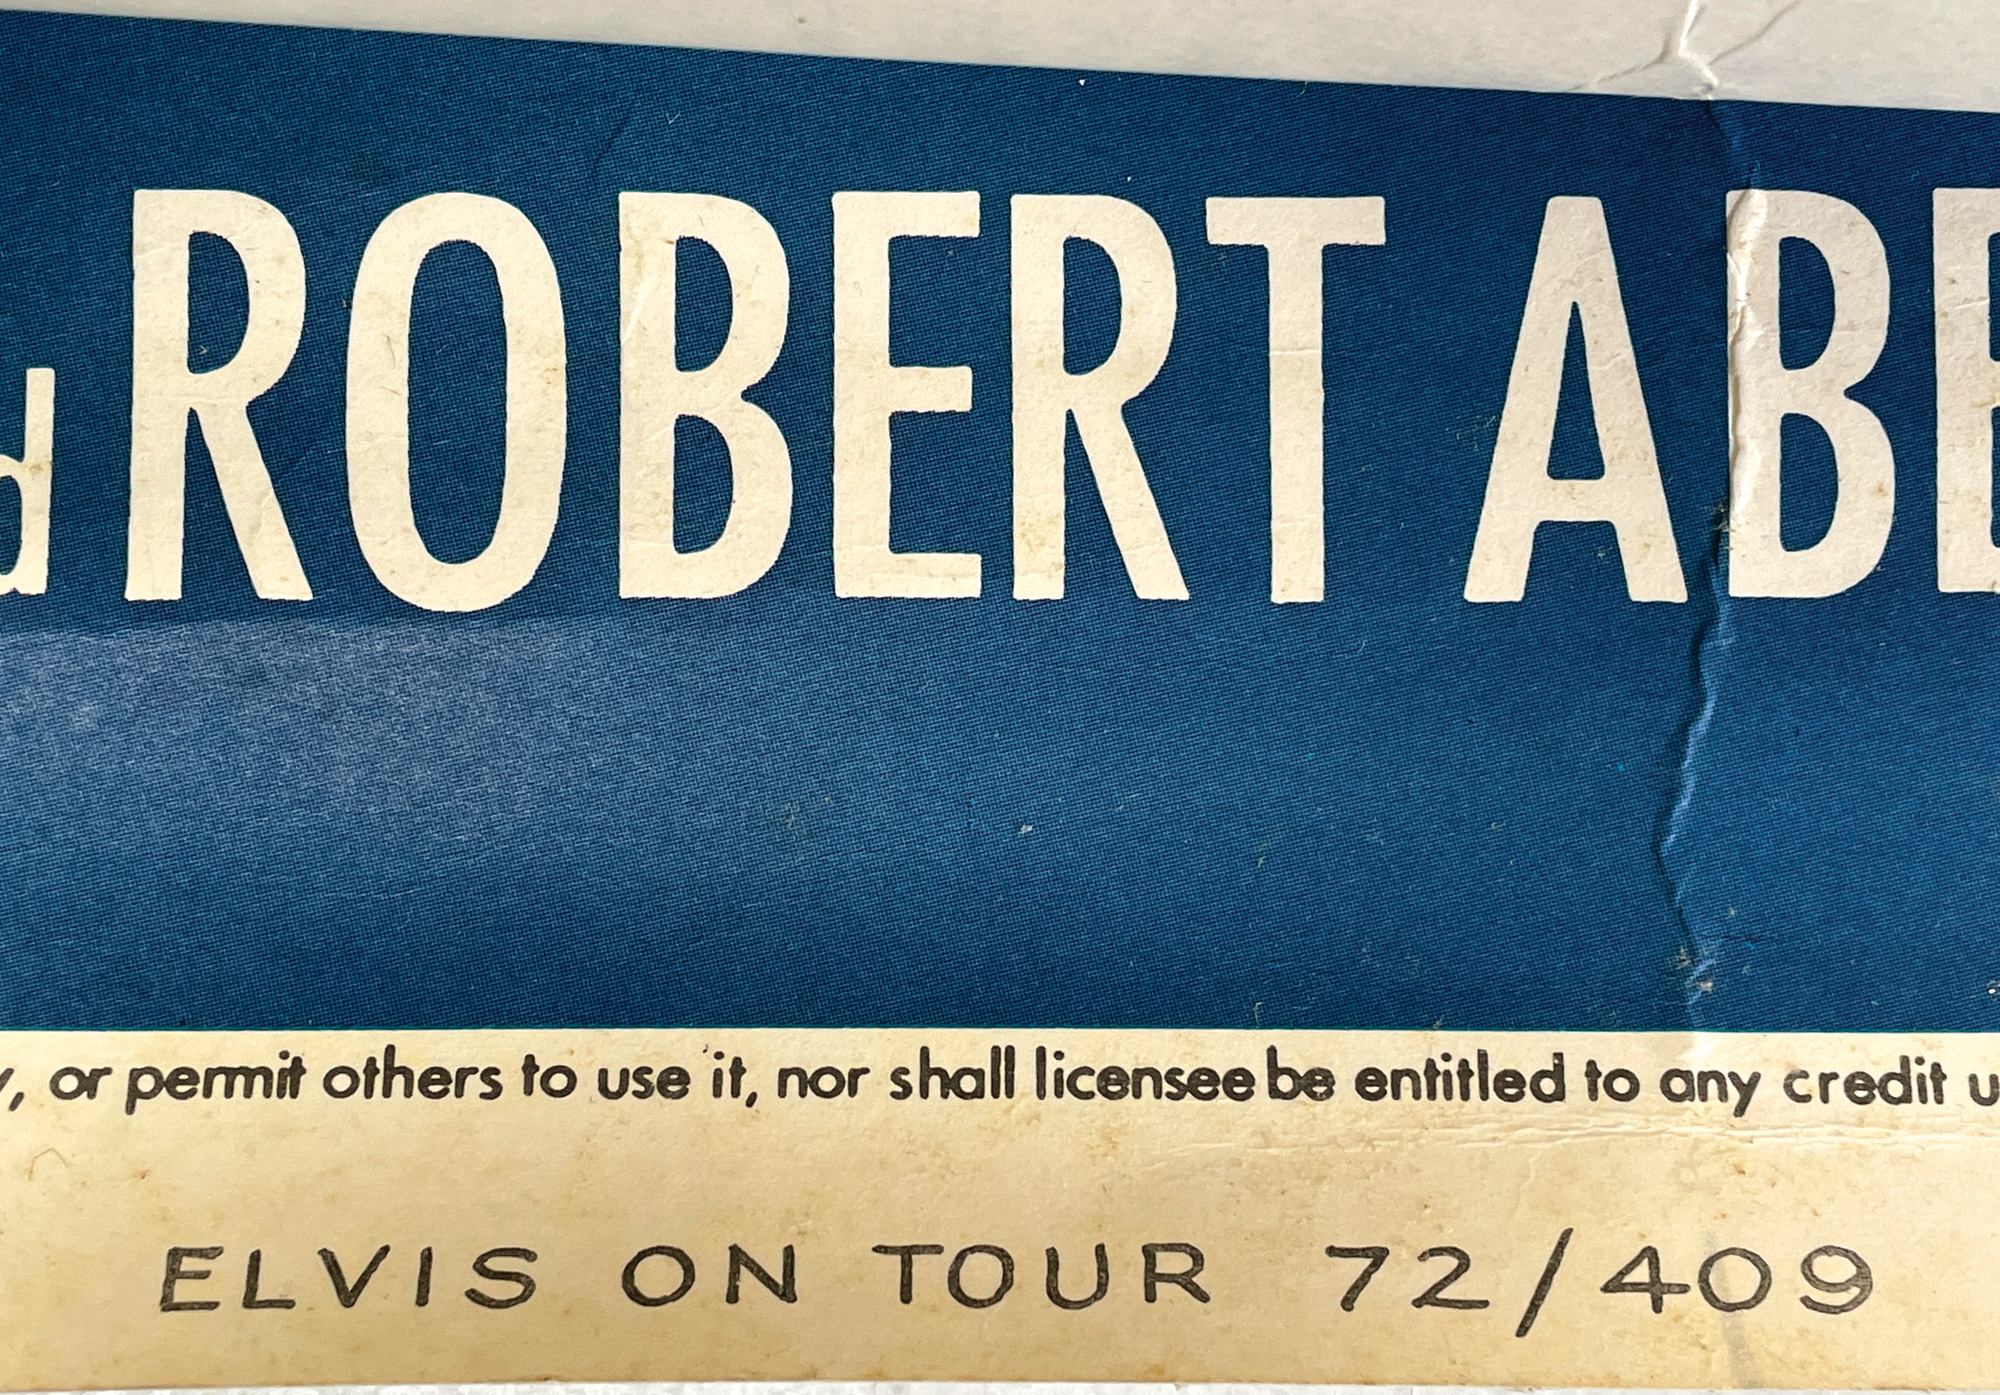 d ROBERT ABE
, or permit others to use it, nor shall licensee be entitled to any credit u
ELVIS ON TOUR 72/409